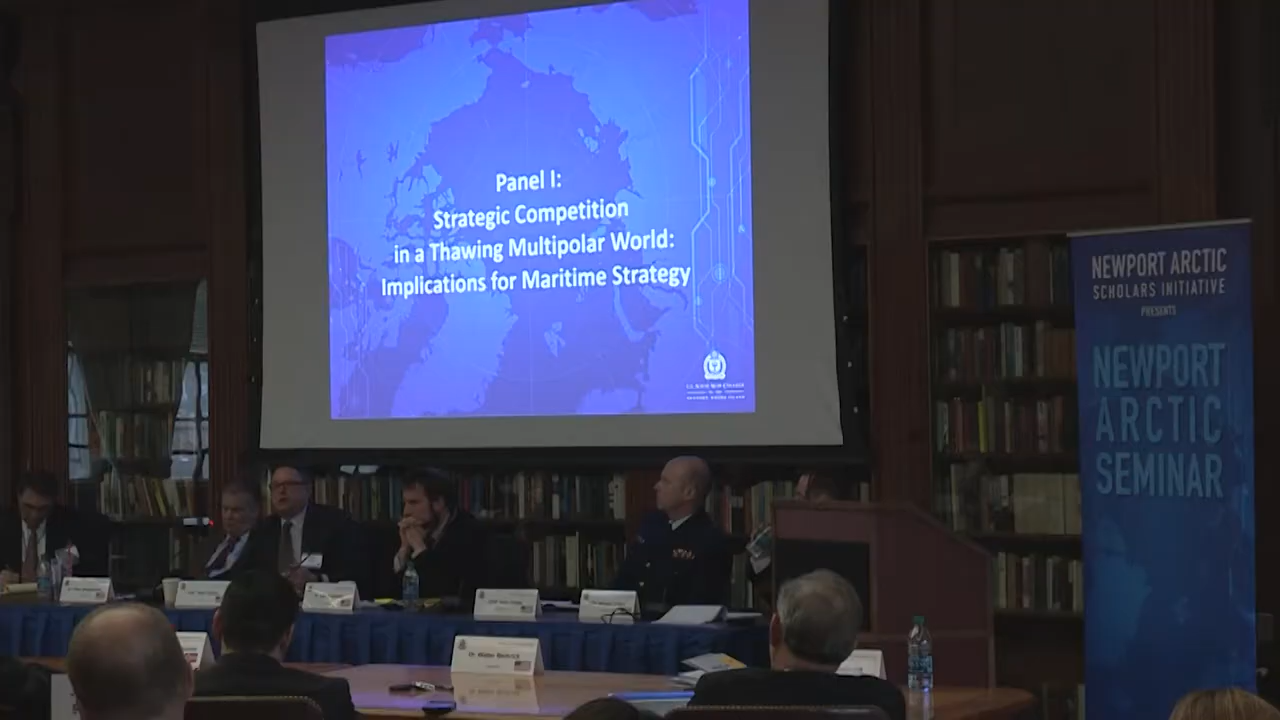 Panel I:
Strategic Competition
in a Thawing Multipolar World:
Implications for Maritime Strategy
NEWPORT ARCTIC
SCHOLARS INITIATIVE
PRESENTS
NEWPORT
ARCTIC
SEMINAR